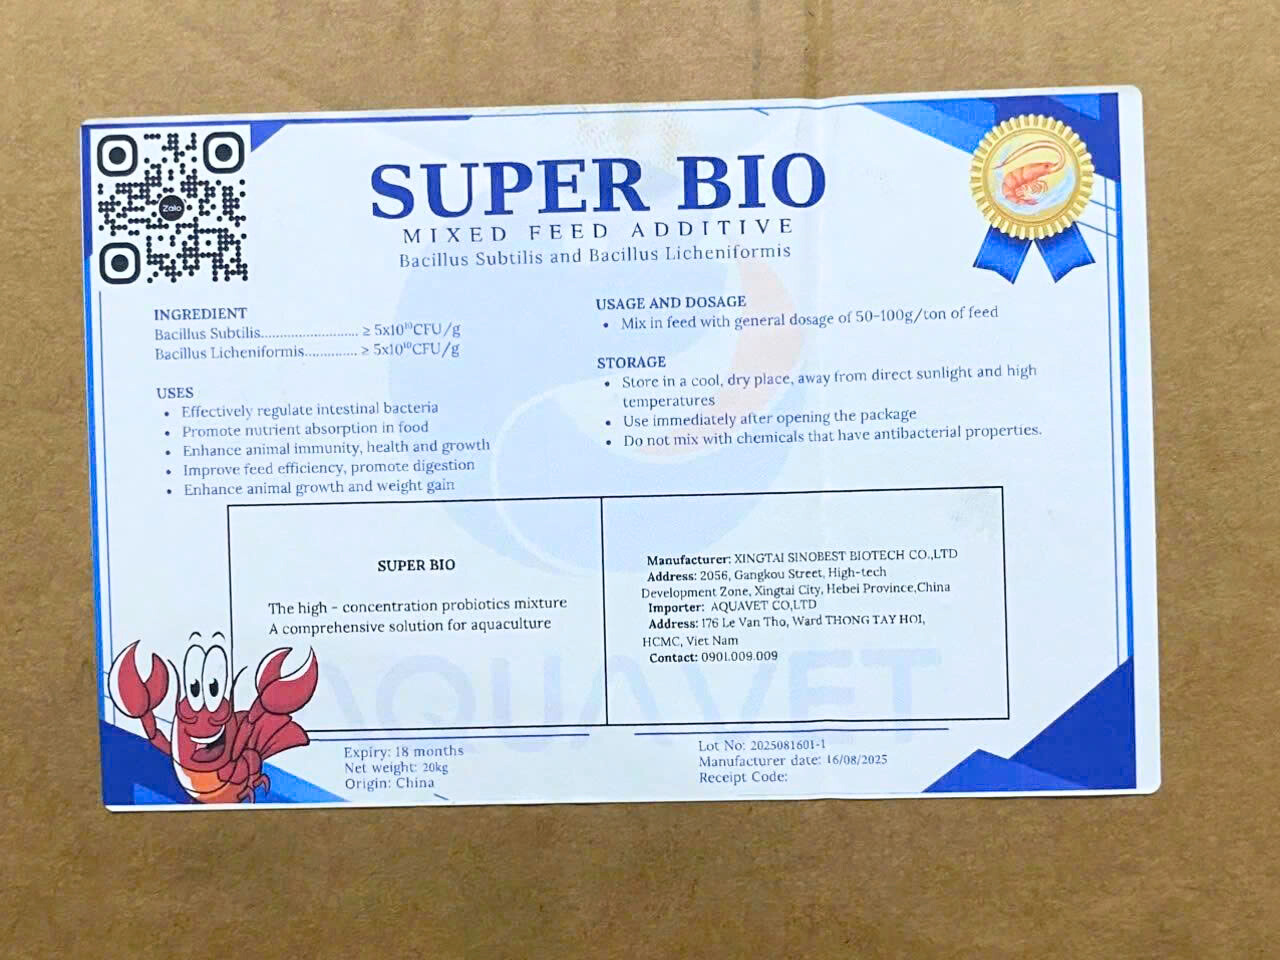 Zalo
SUPER BIO
MIXED FEED ADDITIVE
Bacillus Subtilis and Bacillus Licheniformis
INGREDIENT
Bacillus Subtilis........................ ≥ 5x10¹⁰CFU/g
Bacillus Licheniformis............. ≥ 5x10¹⁰CFU/g
USES
• Effectively regulate intestinal bacteria
• Promote nutrient absorption in food
• Enhance animal immunity, health and growth
• Improve feed efficiency, promote digestion
• Enhance animal growth and weight gain
USAGE AND DOSAGE
• Mix in feed with general dosage of 50-100g/ton of feed
STORAGE
• Store in a cool, dry place, away from direct sunlight and high
temperatures
• Use immediately after opening the package
• Do not mix with chemicals that have antibacterial properties.
SUPER BIO
The high - concentration probiotics mixture
A comprehensive solution for aquaculture
Manufacturer: XINGTAI SINOBEST BIOTECH CO.,LTD
Address: 2056, Gangkou Street, High-tech
Development Zone, Xingtai City, Hebei Province,China
Importer: AQUAVET CO,LTD
Address: 176 Le Van Tho, Ward THONG TAY HOI,
HCMC, Viet Nam
Contact: 0901.009.009
AQUAVET
Expiry: 18 months
Net weight: 20kg
Origin: China
Lot No: 2025081601-1
Manufacturer date: 16/08/2025
Receipt Code: